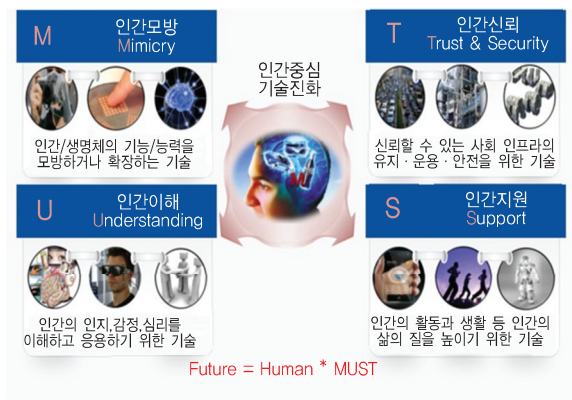 M
인간모방
Mimicry
인간/생명체의 기능/능력을
모방하거나 확장하는 기술
인간중심
기술진화
M
T
인간신뢰
Trust & Security
신뢰할 수 있는 사회 인프라의
유지·운용·안전을 위한 기술
U
인간이해
Understanding
인간의 인지,감정,심리를
이해하고 응용하기 위한 기술
S
인간지원
Support
인간의 활동과 생활 등 인간의
삶의 질을 높이기 위한 기술
Future = Human * MUST